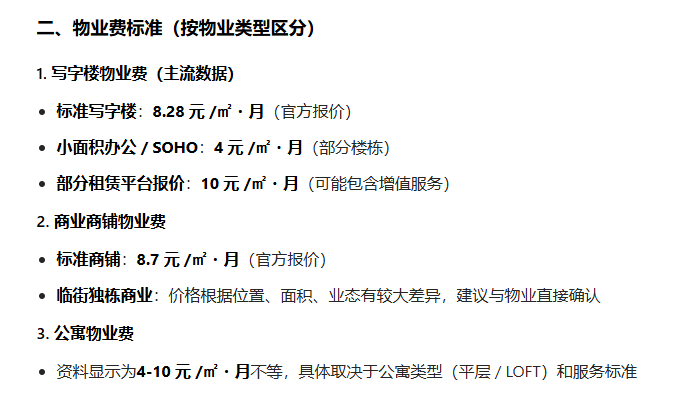 二、物业费标准（按物业类型区分）
1. 写字楼物业费（主流数据）
• 标准写字楼：8.28 元 /㎡・月（官方报价）
• 小面积办公 / SOHO：4 元 /㎡・月（部分楼栋）
• 部分租赁平台报价：10 元 /㎡・月（可能包含增值服务）
2. 商业商铺物业费
• 标准商铺：8.7 元 /㎡・月（官方报价）
• 临街独栋商业：价格根据位置、面积、业态有较大差异，建议与物业直接确认
3. 公寓物业费
• 资料显示为4-10 元 /㎡・月不等，具体取决于公寓类型（平层 / LOFT）和服务标准